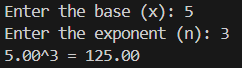 Enter the base (x): 5
Enter the exponent (n): 3
5.00^3 = 125.00